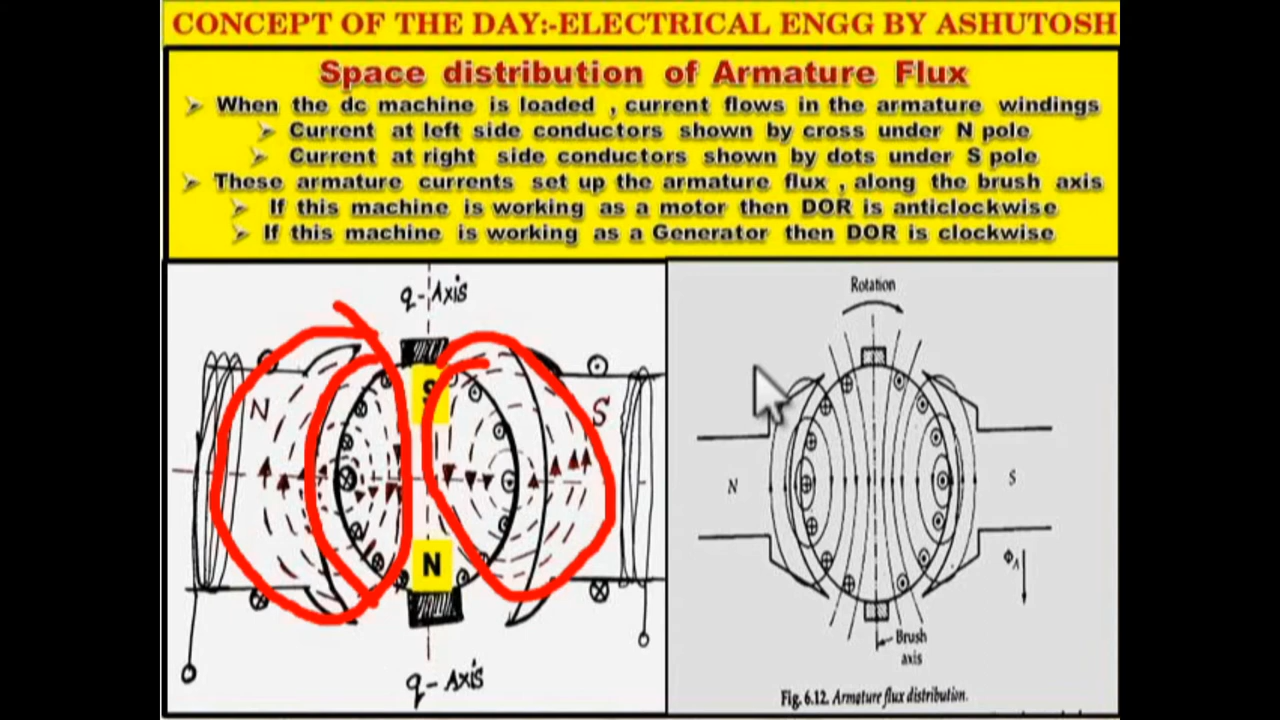 CONCEPT OF THE DAY:-ELECTRICAL ENGG BY ASHUTOSH
Space distribution of Armature Flux
When the dc machine is loaded , current flows in the armature windings
Current at left side conductors shown by cross under N pole
Current at right side conductors shown by dots under S pole
These armature currents set up the armature flux , along the brush axis
If this machine is working as a motor then DOR is anticlockwise
If this machine is working as a Generator then DOR is clockwise
q-Axis
N
S
S
N
q-Axis
Rotation
N
S
ΦA
Brush
axis
Fig. 6.12. Armature flux distribution.